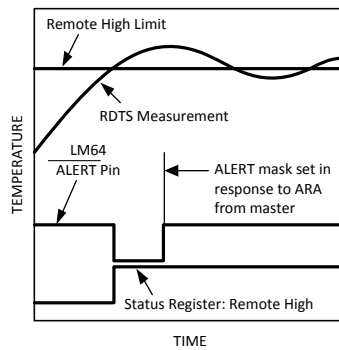 Remote High Limit
RDTS Measurement
TEMPERATURE
LM64
ALERT Pin
ALERT mask set in
response to ARA
from master
Status Register: Remote High
TIME